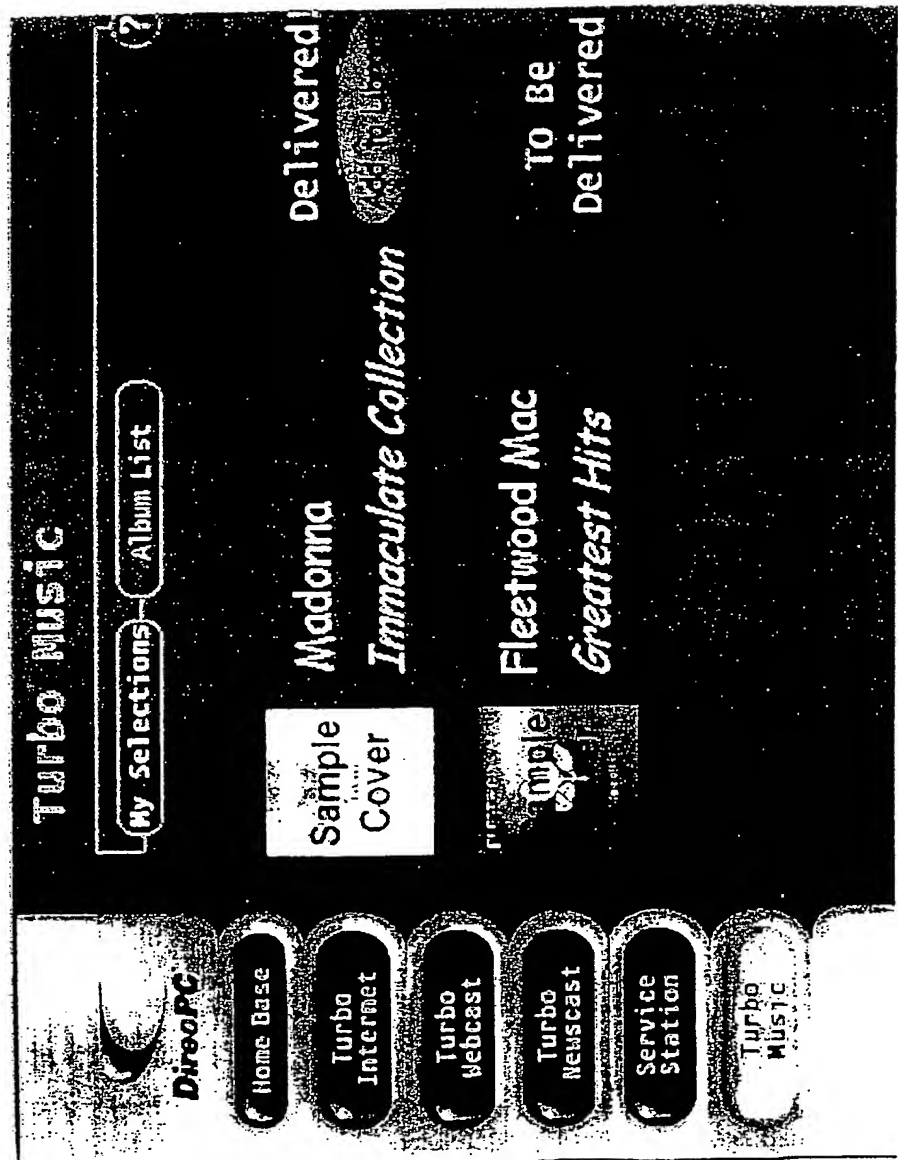 Turbo Music
My Selections
Album List
?
DirecPC
Home Base
Turbo
Internet
Turbo
Webcast
Turbo
Newscast
Service
Station
Turbo
Music
Sample
Cover
Madonna
Immaculate Collection
Delivered
mple
Fleetwood Mac
Greatest Hits
To Be
Delivered